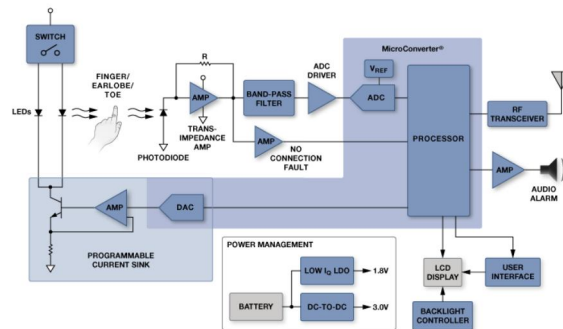 SWITCH
LEDs
FINGER/
EARLOBE/
TOE
PHOTODIODE
R
AMP
TRANS-
IMPEDANCE
AMP
BAND-PASS
FILTER
AMP
NO
CONNECTION
FAULT
ADC
DRIVER
MicroConverter®
VREF
ADC
PROCESSOR
RF
TRANSCEIVER
AMP
AUDIO
ALARM
AMP
DAC
PROGRAMMABLE
CURRENT SINK
POWER MANAGEMENT
BATTERY
LOW IQ LDO
1.8V
DC-TO-DC
3.0V
LCD
DISPLAY
USER
INTERFACE
BACKLIGHT
CONTROLLER